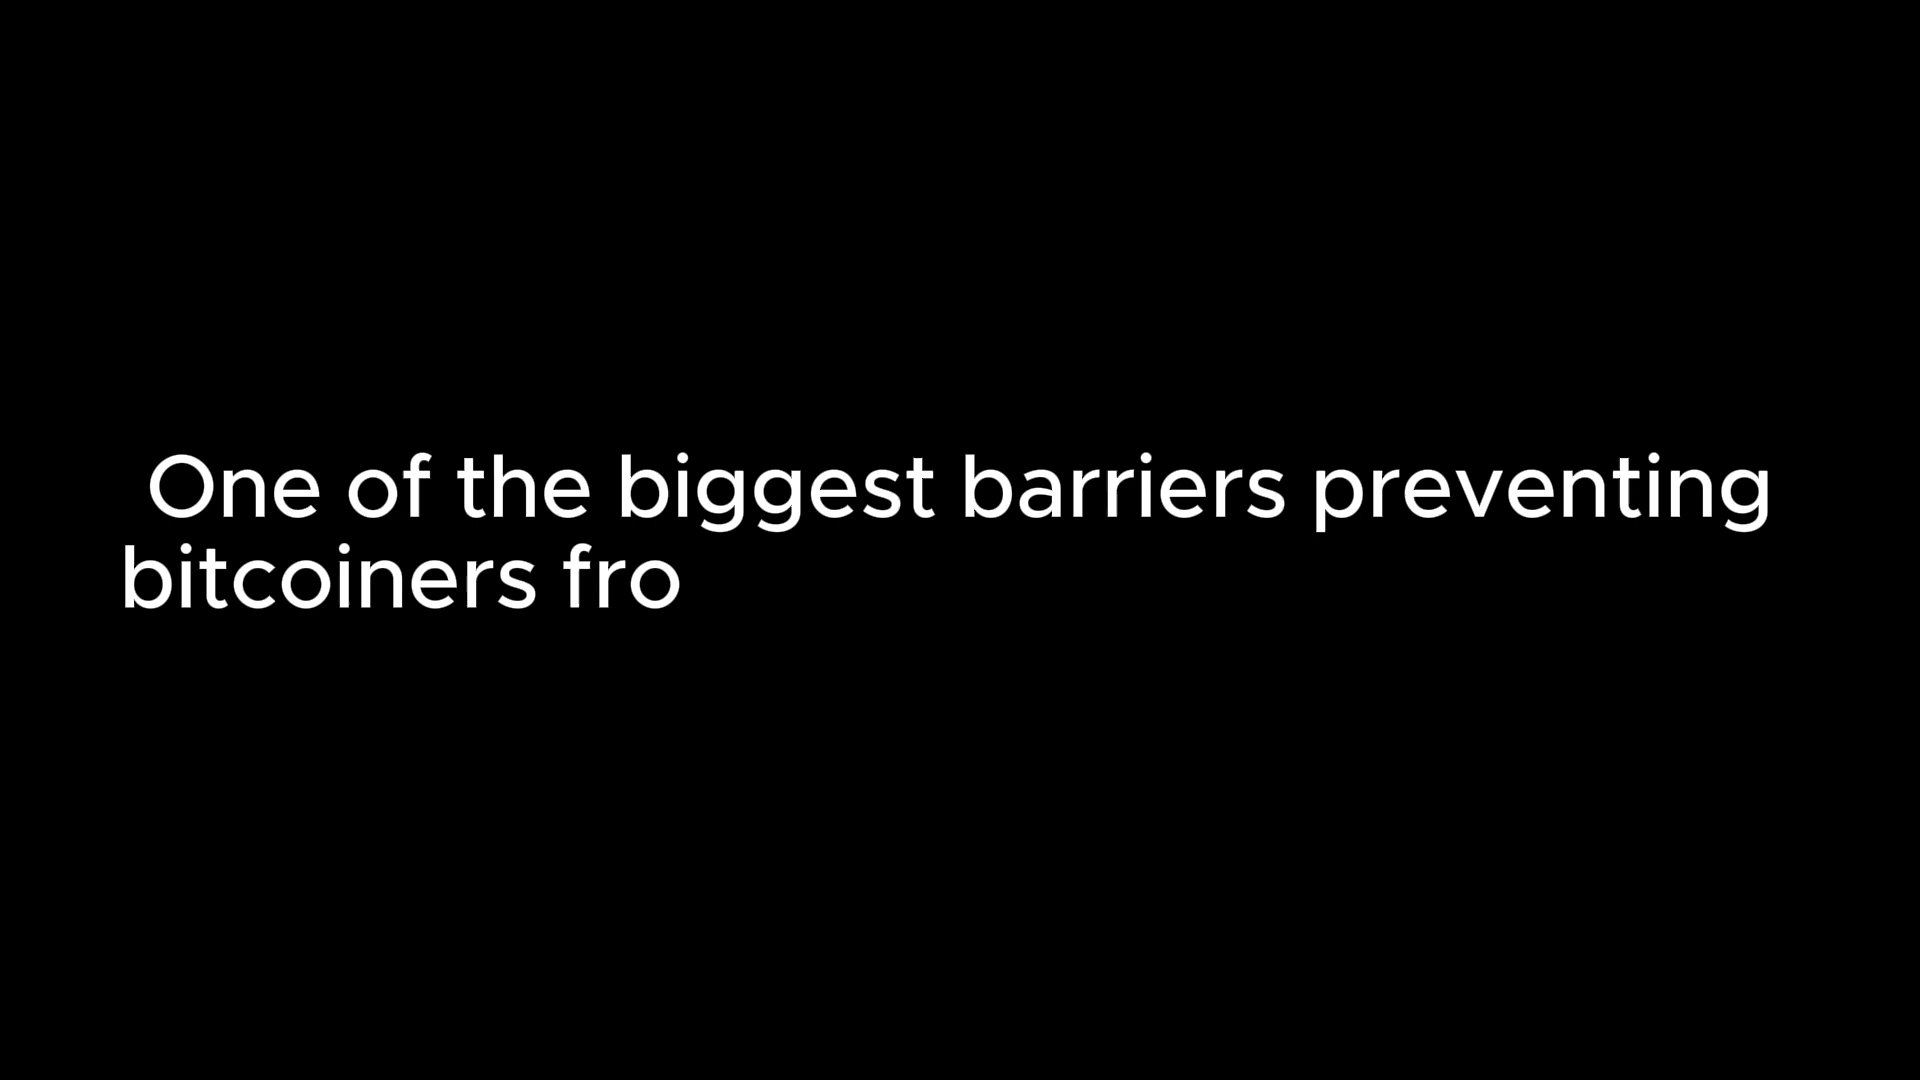 One of the biggest barriers preventing
bitcoiners fro